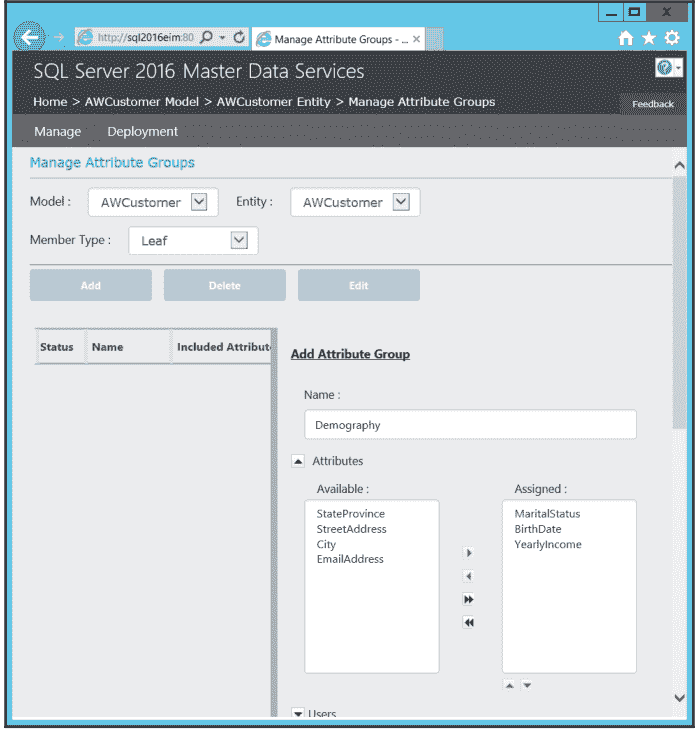 http://sql2016eim:80
Manage Attribute Groups - ... ×
SQL Server 2016 Master Data Services
Home > AWCustomer Model > AWCustomer Entity > Manage Attribute Groups
Feedback
Manage Deployment
Manage Attribute Groups
Model : AWCustomer Entity : AWCustomer
Member Type : Leaf
Add Delete Edit
Status Name Included Attribut
Add Attribute Group
Name :
Demography
Attributes
Available : Assigned :
StateProvince MaritalStatus
StreetAddress BirthDate
City YearlyIncome
EmailAddress
Users